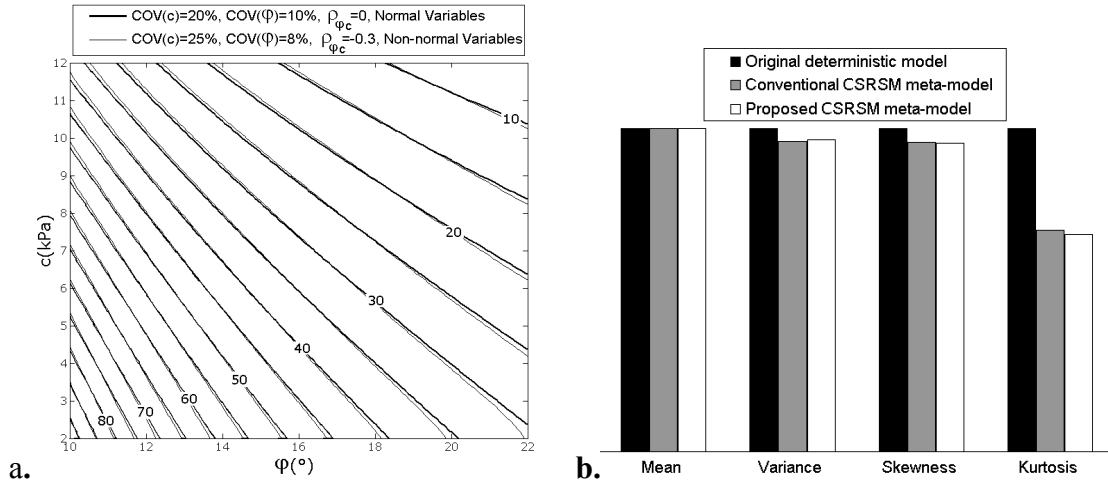 COV(c)=20%, COV(φ)=10%, ρφc=0, Normal Variables
COV(c)=25%, COV(φ)=8%, ρφc=-0.3, Non-normal Variables
12
11
10
9
8
7
6
5
4
3
2
c(kPa)
10
20
30
40
50
60
70
80
10
12
14
16
18
20
22
φ(°)
a.
Original deterministic model
Conventional CSRSM meta-model
Proposed CSRSM meta-model
Mean
Variance
Skewness
Kurtosis
b.